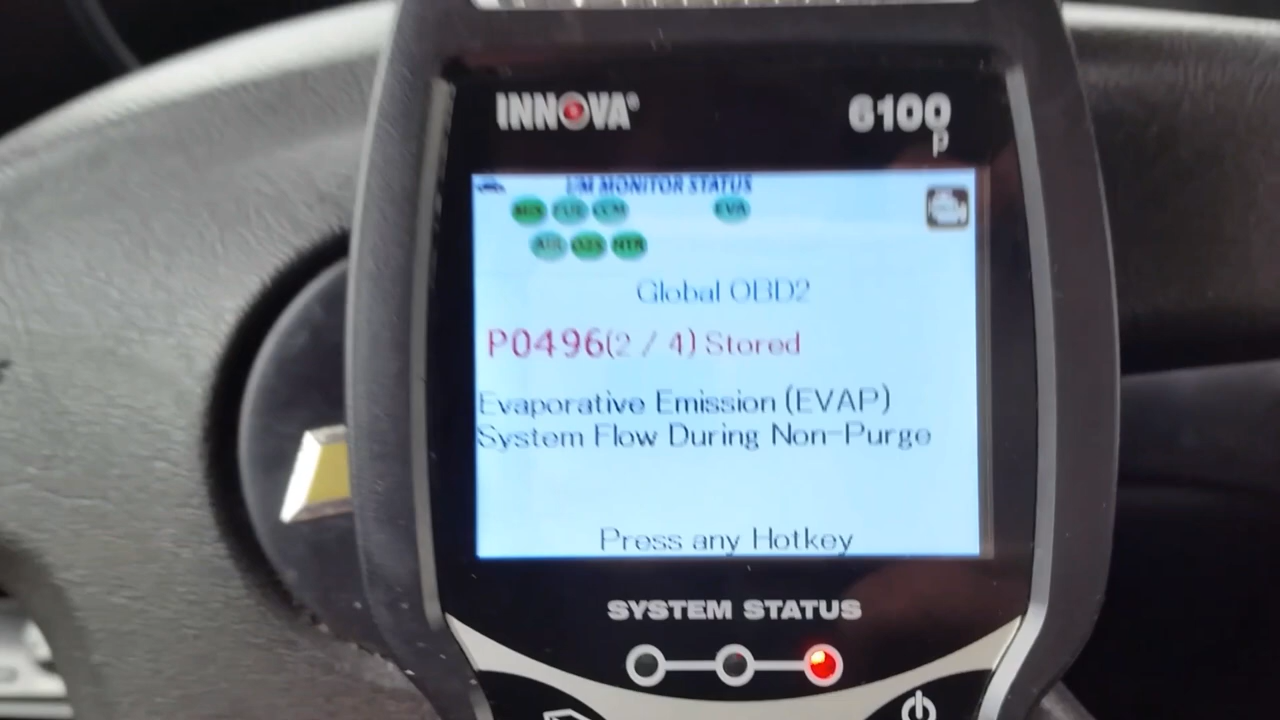 INNOVA®
6100
P
I/M MONITOR STATUS
MIS FUE CCM EVA
AIR O2S HTR
Global OBD2
P0496(2 / 4) Stored
Evaporative Emission (EVAP)
System Flow During Non-Purge
Press any Hotkey
SYSTEM STATUS